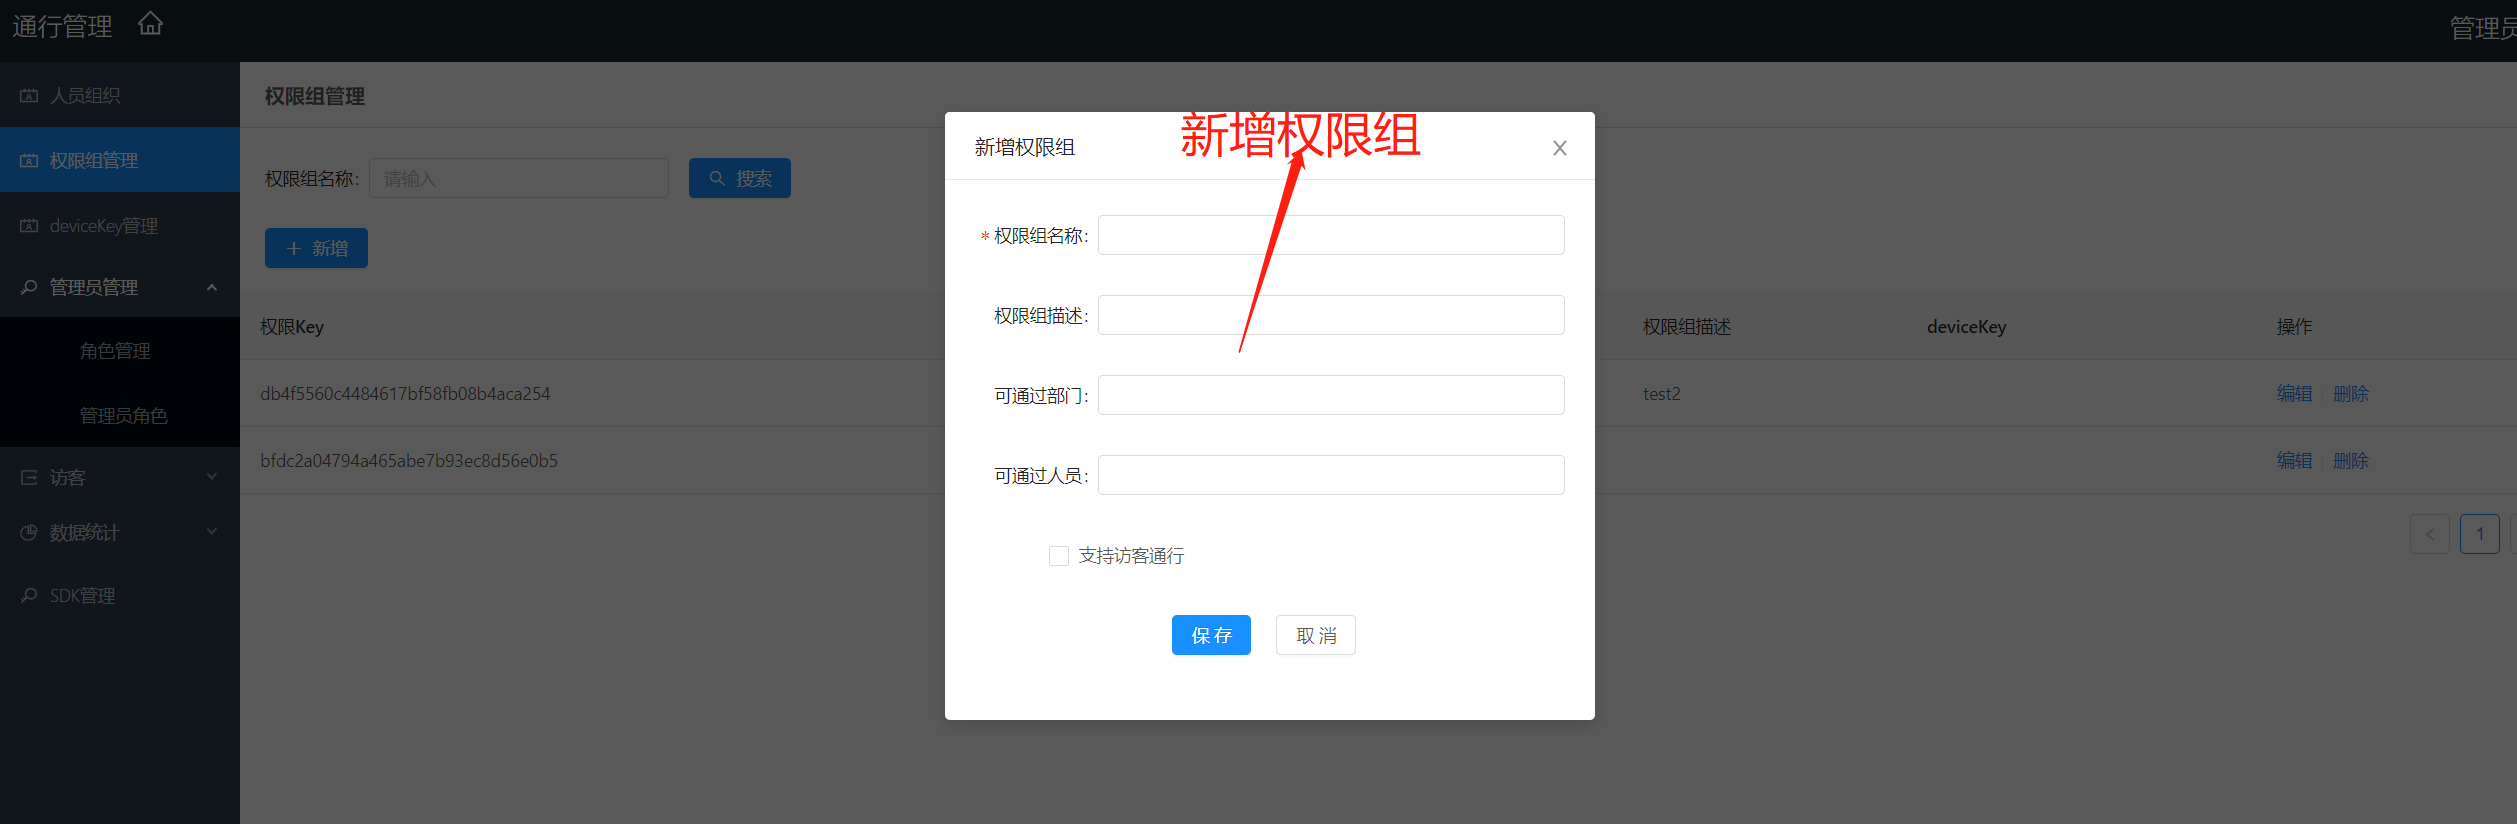 通行管理
管理员
人员组织
权限组管理
deviceKey管理
管理员管理
角色管理
管理员角色
访客
数据统计
SDK管理
权限组管理
权限组名称: 请输入 搜索
新增
权限Key 权限组描述 deviceKey 操作
db4f5560c4484617bf58fb08b4aca254 test2 编辑 删除
bfdc2a04794a465abe7b93ec8d56e0b5 编辑 删除
1
新增权限组
新增权限组
* 权限组名称:
权限组描述:
可通过部门:
可通过人员:
支持访客通行
保存 取消